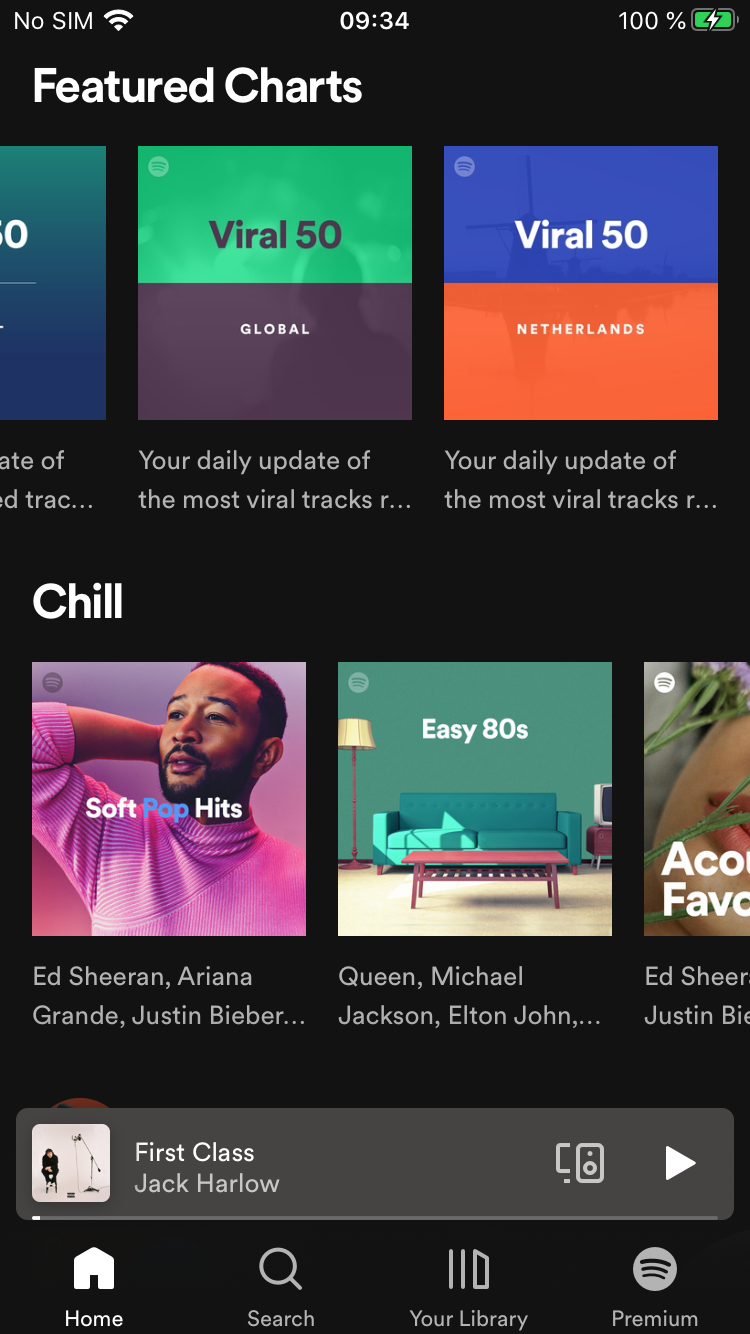 No SIM 09:34 100 %
Featured Charts
50
Viral 50
GLOBAL
Viral 50
NETHERLANDS
ate of
ed trac...
Your daily update of
the most viral tracks r...
Your daily update of
the most viral tracks r...
Chill
Soft Pop Hits
Easy 80s
Acou
Favo
Ed Sheeran, Ariana
Grande, Justin Bieber...
Queen, Michael
Jackson, Elton John,...
Ed Sheer
Justin Bie
First Class
Jack Harlow
Home Search Your Library Premium